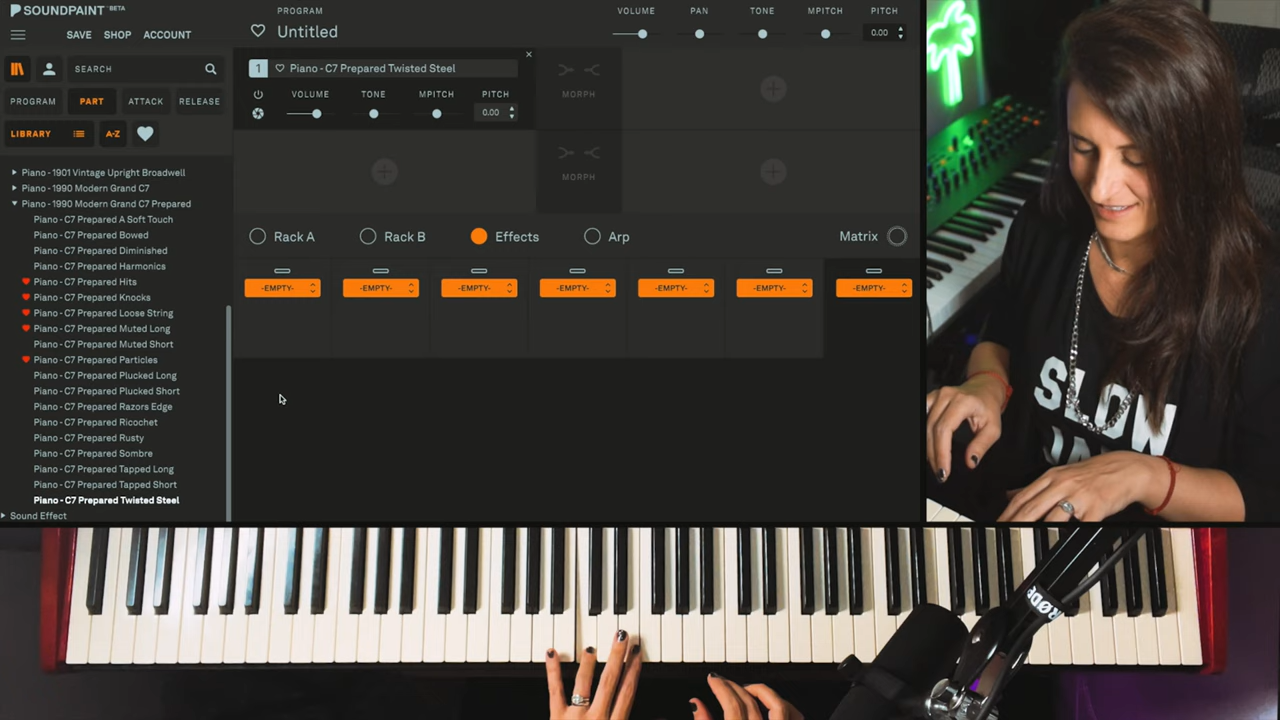 SOUNDPAINT BETA
SAVE SHOP ACCOUNT
SEARCH
PROGRAM PART ATTACK RELEASE
LIBRARY A-Z
Piano - 1901 Vintage Upright Broadwell
Piano - 1990 Modern Grand C7
Piano - 1990 Modern Grand C7 Prepared
Piano - C7 Prepared A Soft Touch
Piano - C7 Prepared Bowed
Piano - C7 Prepared Diminished
Piano - C7 Prepared Harmonics
Piano - C7 Prepared Hits
Piano - C7 Prepared Knocks
Piano - C7 Prepared Loose String
Piano - C7 Prepared Muted Long
Piano - C7 Prepared Muted Short
Piano - C7 Prepared Particles
Piano - C7 Prepared Plucked Long
Piano - C7 Prepared Plucked Short
Piano - C7 Prepared Razors Edge
Piano - C7 Prepared Ricochet
Piano - C7 Prepared Rusty
Piano - C7 Prepared Sombre
Piano - C7 Prepared Tapped Long
Piano - C7 Prepared Tapped Short
Piano - C7 Prepared Twisted Steel
Sound Effect
PROGRAM
Untitled
VOLUME PAN TONE MPITCH PITCH
0.00
1 Piano - C7 Prepared Twisted Steel
VOLUME TONE MPITCH PITCH
0.00
MORPH
MORPH
Rack A Rack B Effects Arp Matrix
-EMPTY- -EMPTY- -EMPTY- -EMPTY- -EMPTY- -EMPTY- -EMPTY-
SLOW
RØDE